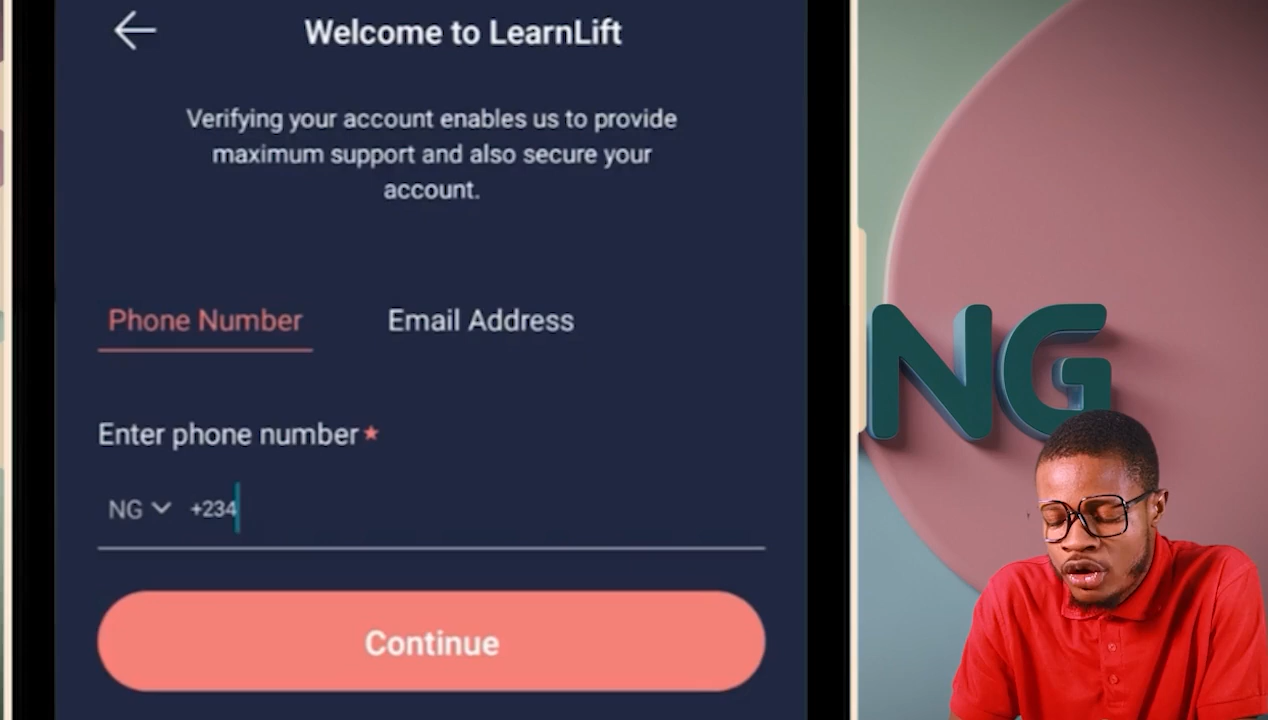 Welcome to LearnLift
Verifying your account enables us to provide
maximum support and also secure your
account.
Phone Number
Email Address
Enter phone number*
NG +234
Continue
NG